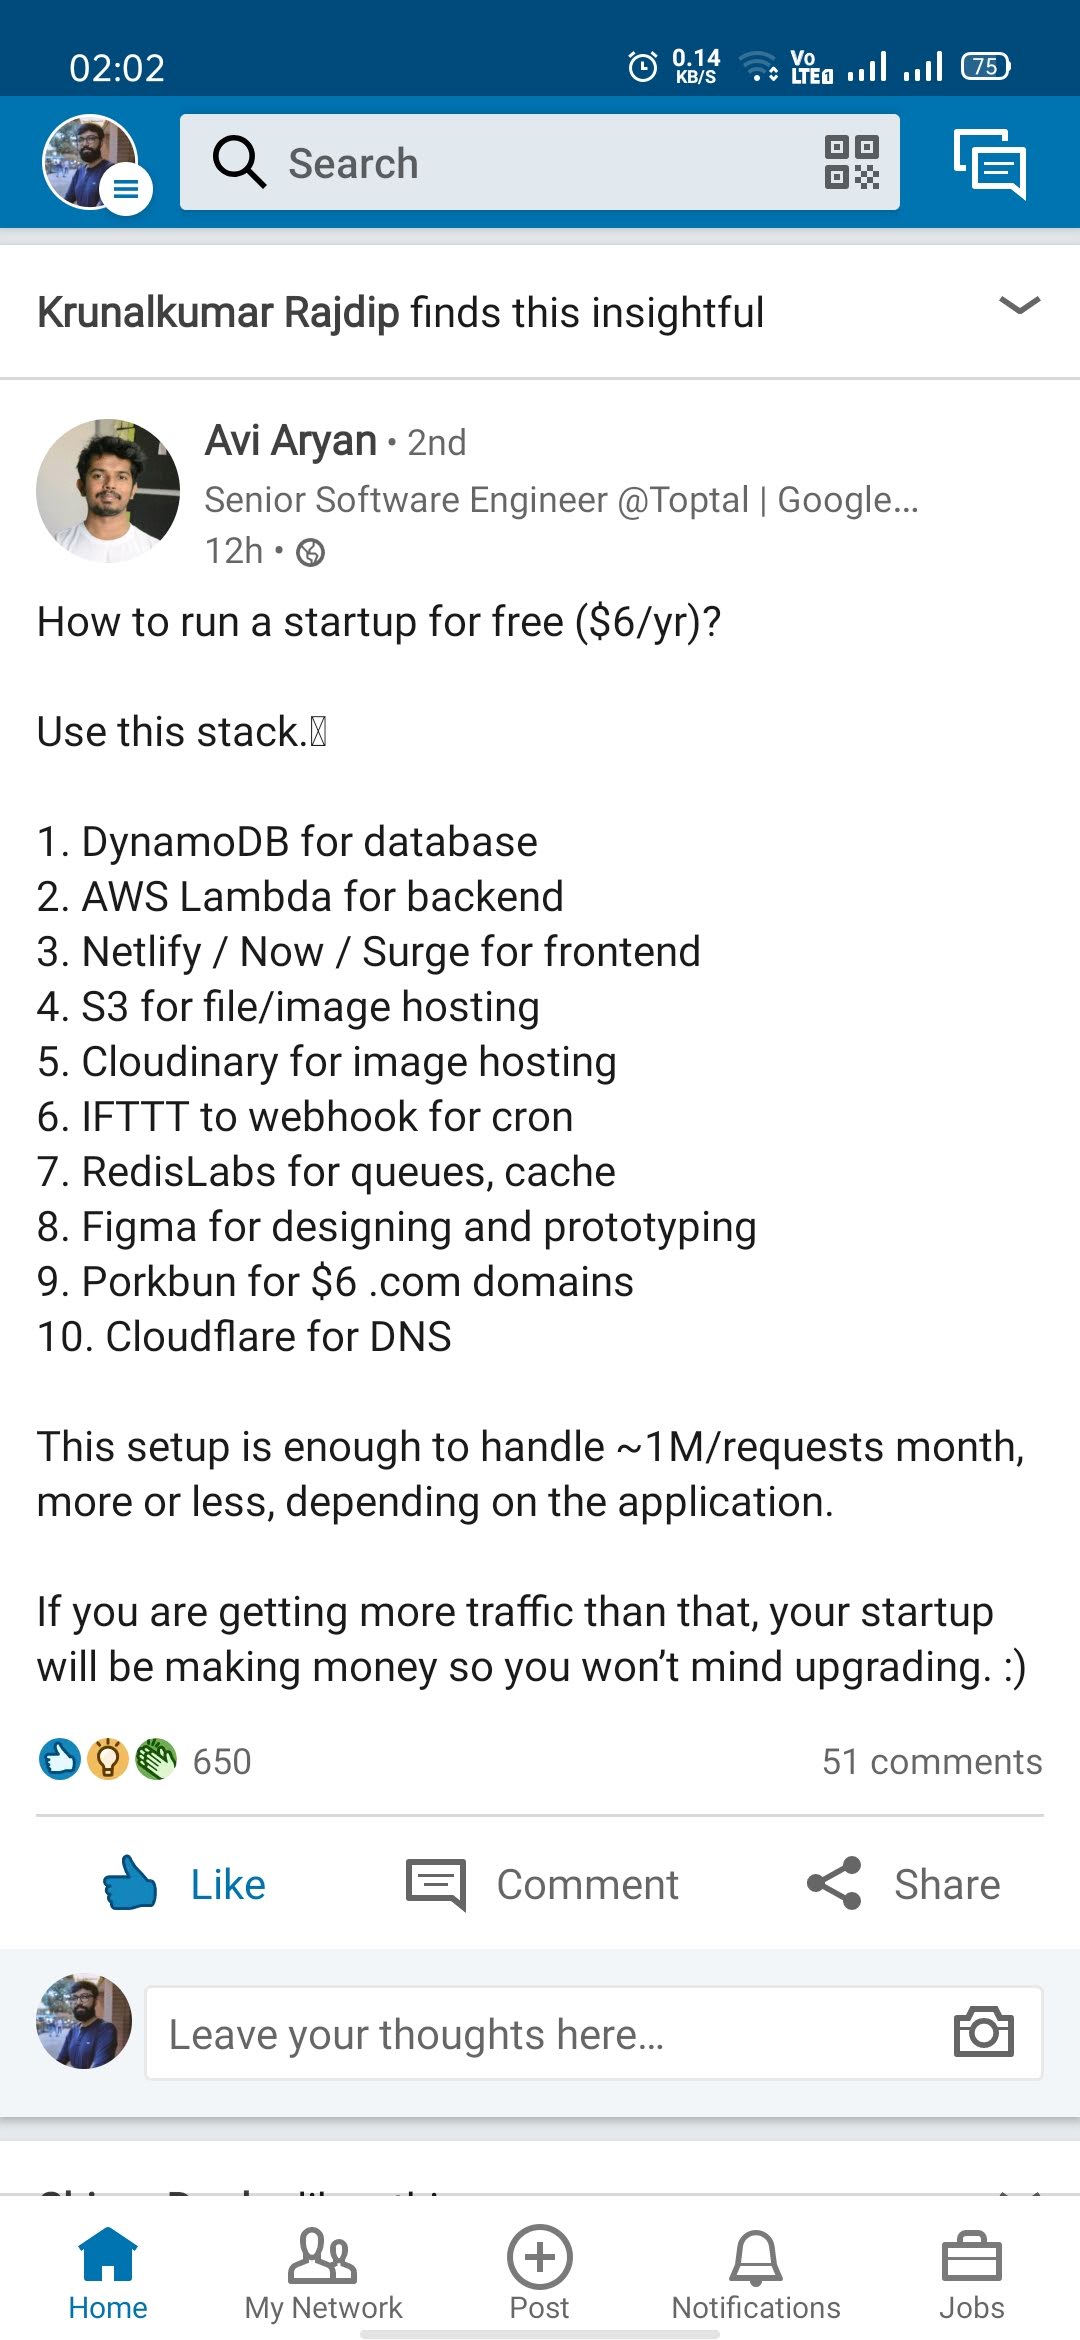 02:02
0.14
KB/S
Vo
LTE1
75
Search
Krunalkumar Rajdip finds this insightful
Avi Aryan • 2nd
Senior Software Engineer @Toptal | Google...
12h •
How to run a startup for free ($6/yr)?
Use this stack.
1. DynamoDB for database
2. AWS Lambda for backend
3. Netlify / Now / Surge for frontend
4. S3 for file/image hosting
5. Cloudinary for image hosting
6. IFTTT to webhook for cron
7. RedisLabs for queues, cache
8. Figma for designing and prototyping
9. Porkbun for $6 .com domains
10. Cloudflare for DNS
This setup is enough to handle ~1M/requests month,
more or less, depending on the application.
If you are getting more traffic than that, your startup
will be making money so you won’t mind upgrading. :)
650
51 comments
Like
Comment
Share
Leave your thoughts here...
Home
My Network
Post
Notifications
Jobs